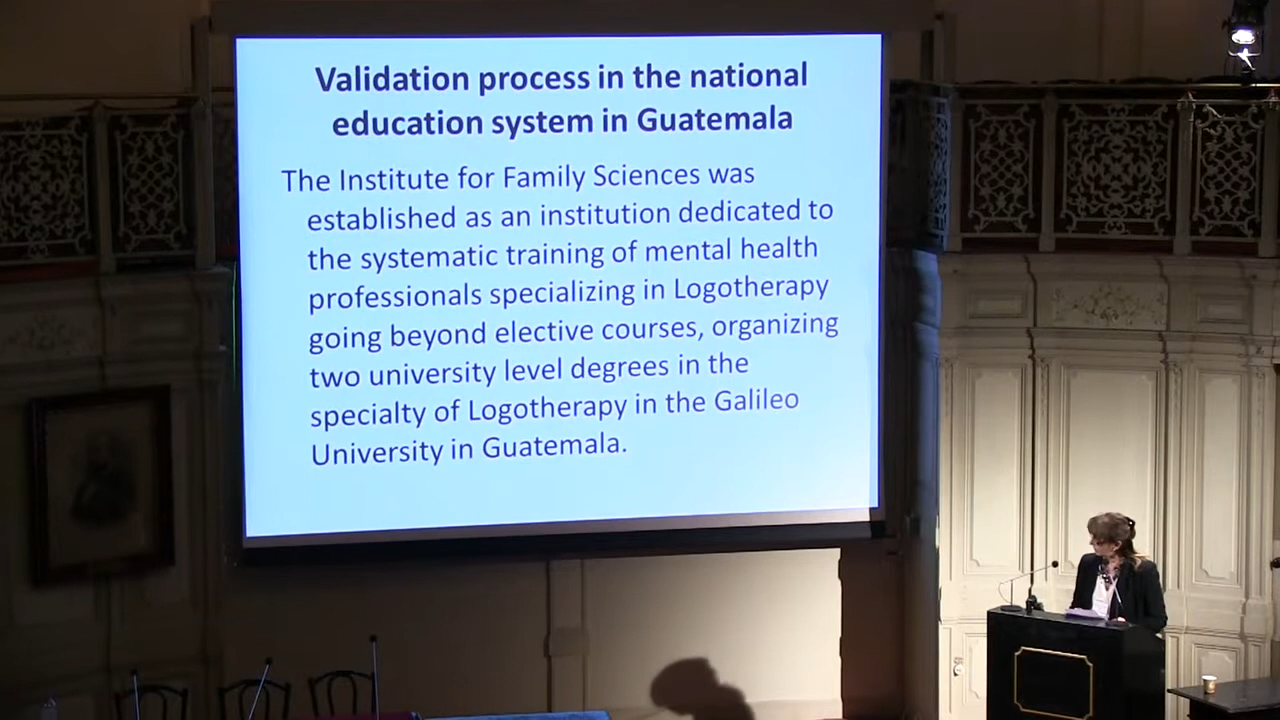 Validation process in the national
education system in Guatemala
The Institute for Family Sciences was
established as an institution dedicated to
the systematic training of mental health
professionals specializing in Logotherapy
going beyond elective courses, organizing
two university level degrees in the
specialty of Logotherapy in the Galileo
University in Guatemala.